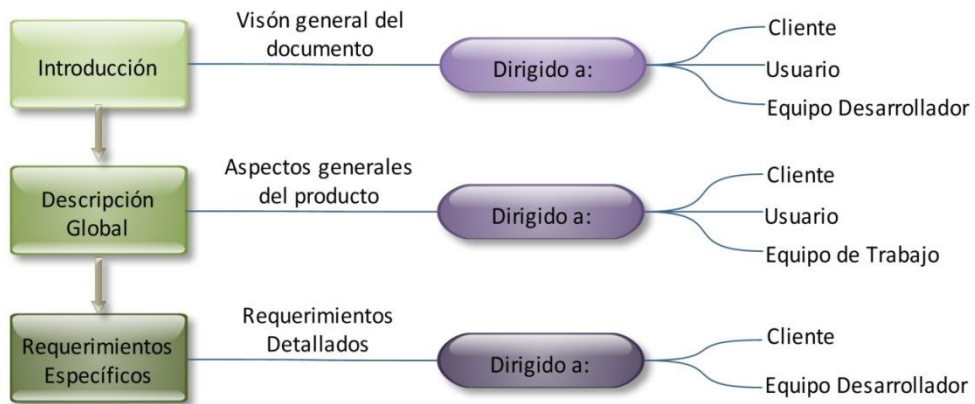 Introducción
Visón general del
documento
Dirigido a:
Cliente
Usuario
Equipo Desarrollador
Descripción
Global
Aspectos generales
del producto
Dirigido a:
Cliente
Usuario
Equipo de Trabajo
Requerimientos
Específicos
Requerimientos
Detallados
Dirigido a:
Cliente
Equipo Desarrollador